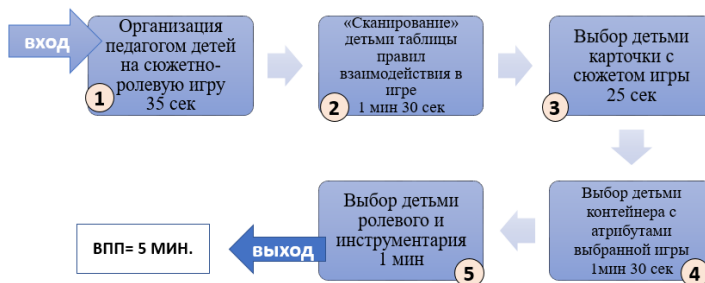 ВХОД
Организация
педагогом детей
на сюжетно-
ролевую игру
35 сек
1
«Сканирование»
детьми таблицы
правил
взаимодействия в
игре
1 мин 30 сек
2
Выбор детьми
карточки с
сюжетом игры
25 сек
3
Выбор детьми
контейнера с
атрибутами
выбранной игры
1мин 30 сек
4
Выбор детьми
ролевого и
инструментария
1 мин
5
ВЫХОД
ВПП= 5 МИН.